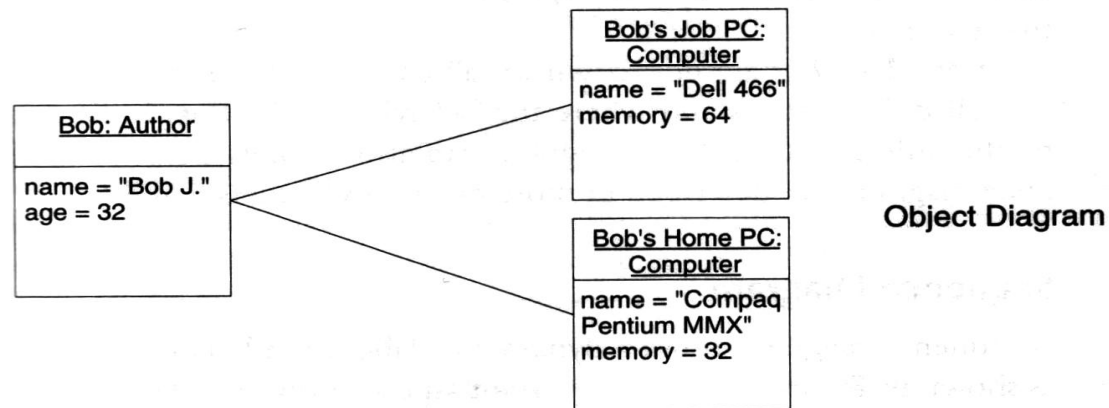 Bob: Author
name = "Bob J."
age = 32
Bob's Job PC:
Computer
name = "Dell 466"
memory = 64
Bob's Home PC:
Computer
name = "Compaq
Pentium MMX"
memory = 32
Object Diagram